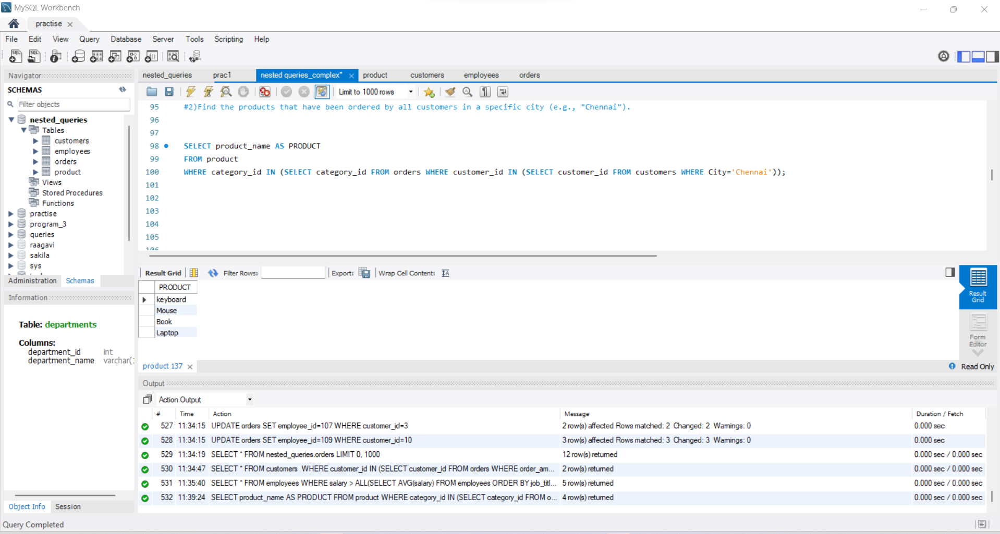 MySQL Workbench
practise
File Edit View Query Database Server Tools Scripting Help
Navigator
SCHEMAS
Filter objects
nested_queries
Tables
customers
employees
orders
product
Views
Stored Procedures
Functions
practise
program_3
queries
raagavi
sakila
sys
Administration Schemas
Information
Table: departments
Columns:
department_id int
department_name varchar(
Object Info Session
Query Completed
nested_queries prac1 nested queries_complex* product customers employees orders
Limit to 1000 rows
95 #2)Find the products that have been ordered by all customers in a specific city (e.g., "Chennai").
96
97
98 SELECT product_name AS PRODUCT
99 FROM product
100 WHERE category_id IN (SELECT category_id FROM orders WHERE customer_id IN (SELECT customer_id FROM customers WHERE City='Chennai'));
101
102
103
104
105
106
Result Grid Filter Rows: Export: Wrap Cell Content:
PRODUCT
keyboard
Mouse
Book
Laptop
Result Grid
Form Editor
product 137
Read Only
Output
Action Output
# Time Action Message Duration / Fetch
527 11:34:15 UPDATE orders SET employee_id=107 WHERE customer_id=3 2 row(s) affected Rows matched: 2 Changed: 2 Warnings: 0 0.000 sec
528 11:34:15 UPDATE orders SET employee_id=109 WHERE customer_id=10 3 row(s) affected Rows matched: 3 Changed: 3 Warnings: 0 0.000 sec
529 11:34:19 SELECT * FROM nested_queries.orders LIMIT 0, 1000 12 row(s) returned 0.000 sec / 0.000 sec
530 11:34:47 SELECT * FROM customers WHERE customer_id IN (SELECT customer_id FROM orders WHERE order_am... 2 row(s) returned 0.000 sec / 0.000 sec
531 11:35:40 SELECT * FROM employees WHERE salary > ALL(SELECT AVG(salary) FROM employees ORDER BY job_titl... 5 row(s) returned 0.000 sec / 0.000 sec
532 11:39:24 SELECT product_name AS PRODUCT FROM product WHERE category_id IN (SELECT category_id FROM o... 4 row(s) returned 0.000 sec / 0.000 sec